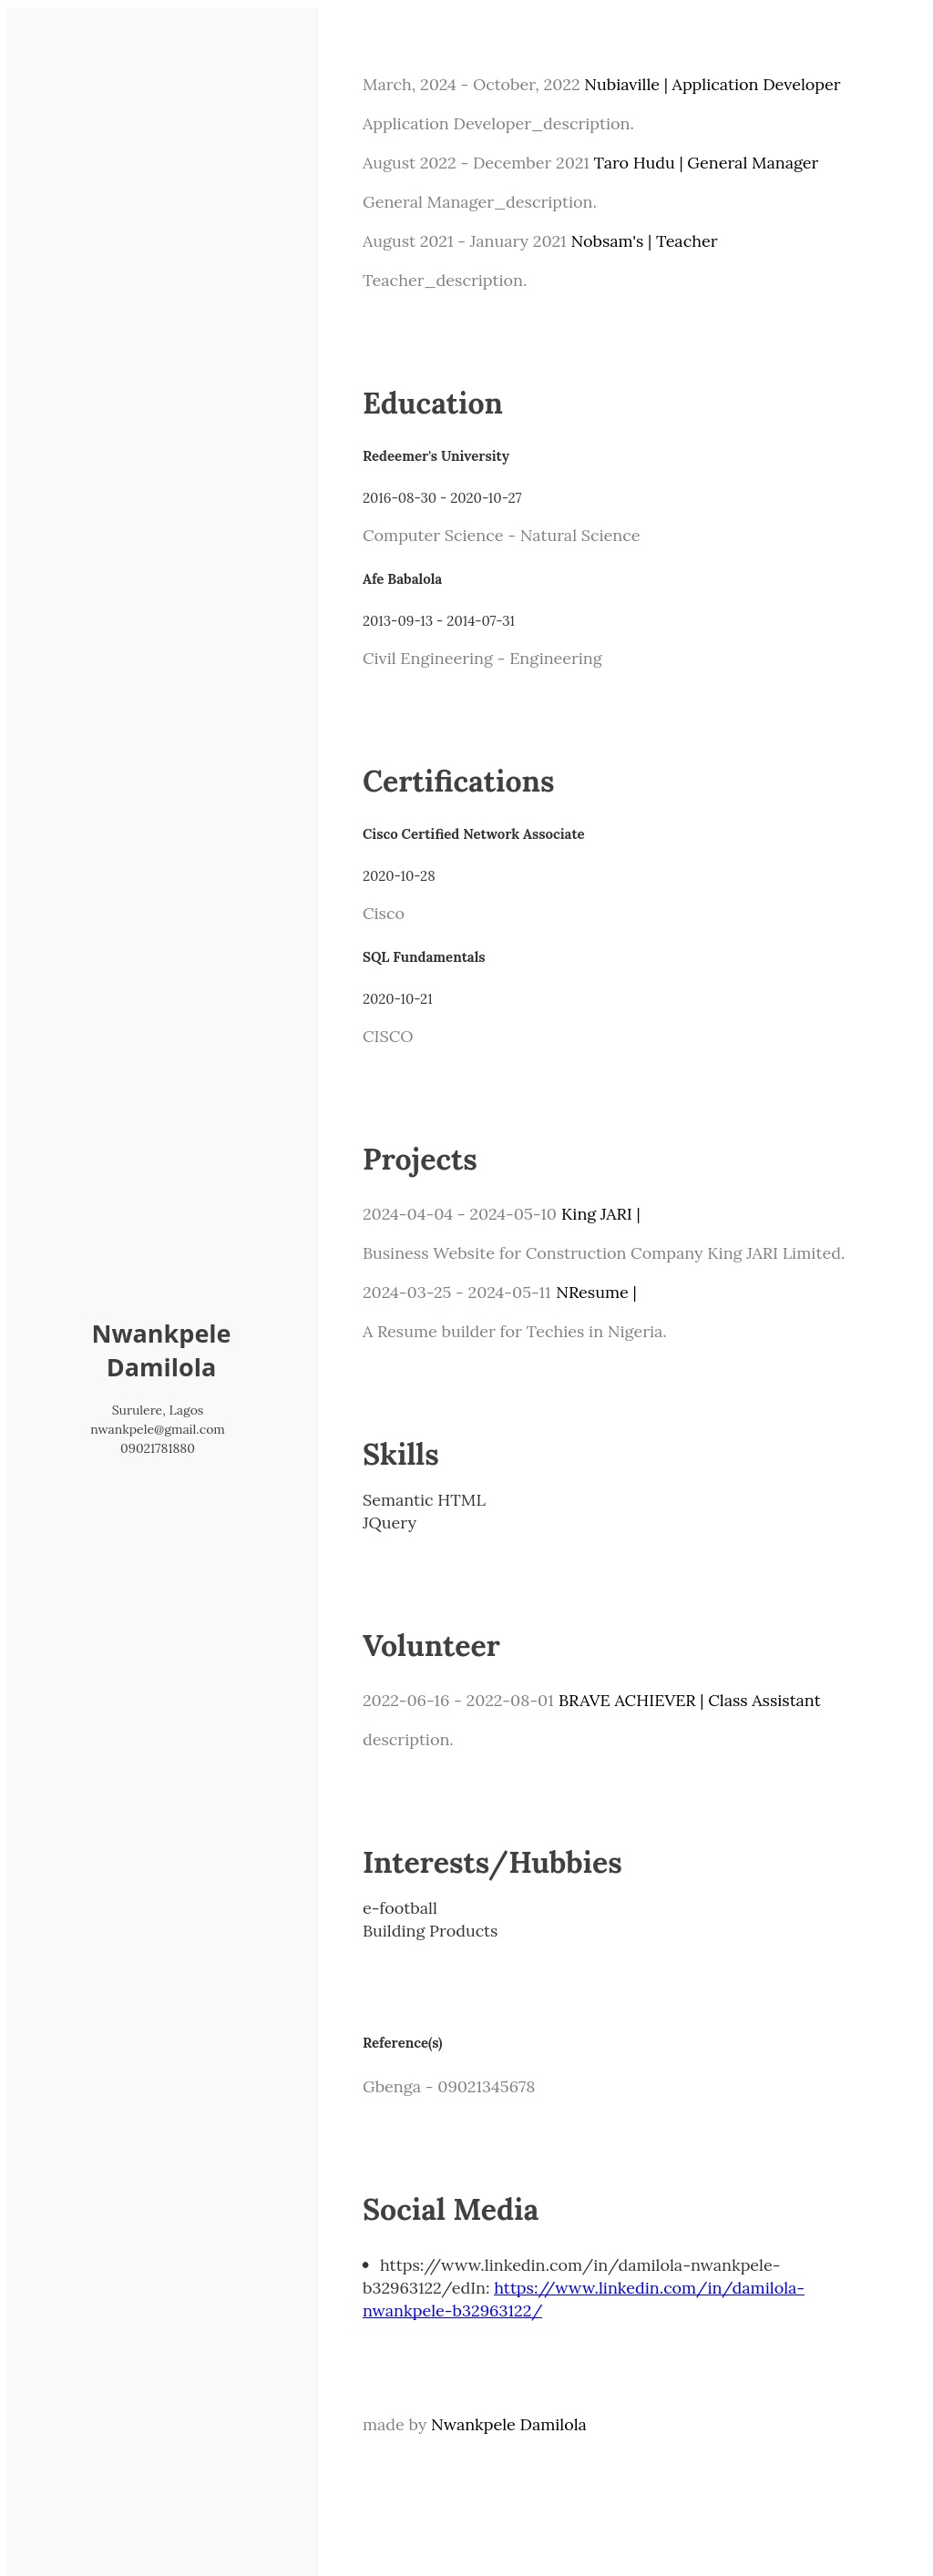 March, 2024 - October, 2022 Nubiaville | Application Developer
Application Developer_description.
August 2022 - December 2021 Taro Hudu | General Manager
General Manager_description.
August 2021 - January 2021 Nobsam's | Teacher
Teacher_description.
Education
Redeemer's University
2016-08-30 - 2020-10-27
Computer Science - Natural Science
Afe Babalola
2013-09-13 - 2014-07-31
Civil Engineering - Engineering
Certifications
Cisco Certified Network Associate
2020-10-28
Cisco
SQL Fundamentals
2020-10-21
CISCO
Projects
2024-04-04 - 2024-05-10 King JARI |
Business Website for Construction Company King JARI Limited.
2024-03-25 - 2024-05-11 NResume |
A Resume builder for Techies in Nigeria.
Nwankpele
Damilola
Surulere, Lagos
nwankpele@gmail.com
09021781880
Skills
Semantic HTML
JQuery
Volunteer
2022-06-16 - 2022-08-01 BRAVE ACHIEVER | Class Assistant
description.
Interests/Hubbies
e-football
Building Products
Reference(s)
Gbenga - 09021345678
Social Media
• https://www.linkedin.com/in/damilola-nwankpele-
b32963122/edIn: https://www.linkedin.com/in/damilola-
nwankpele-b32963122/
made by Nwankpele Damilola